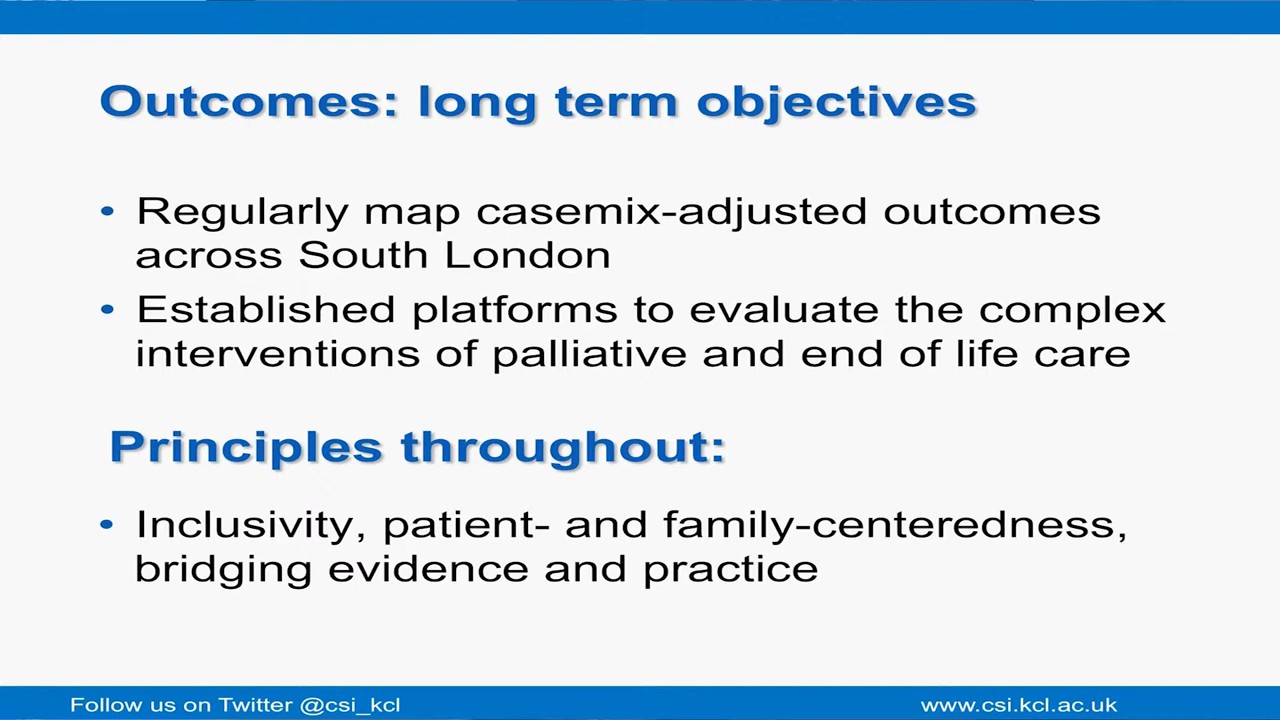 Outcomes: long term objectives
• Regularly map casemix-adjusted outcomes
across South London
• Established platforms to evaluate the complex
interventions of palliative and end of life care
Principles throughout:
• Inclusivity, patient- and family-centeredness,
bridging evidence and practice
Follow us on Twitter @csi_kcl
www.csi.kcl.ac.uk